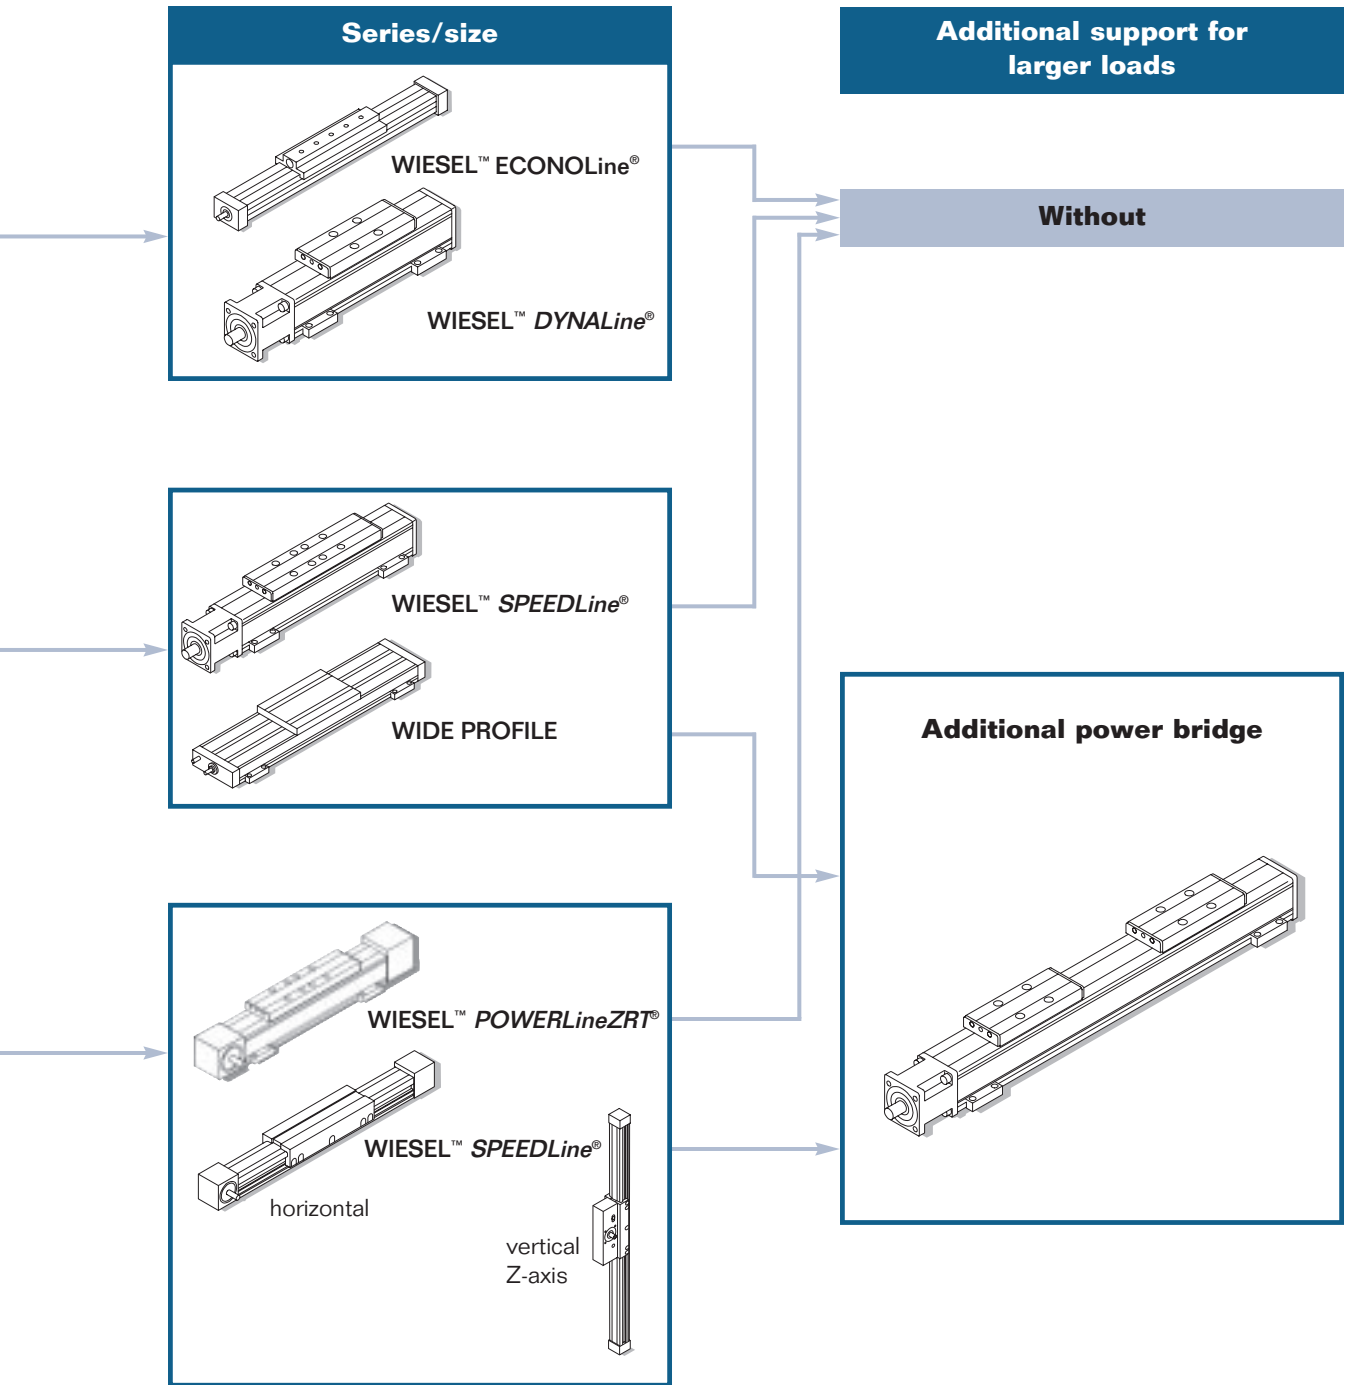 Series/size
Additional support for
larger loads
WIESEL™ ECONOLine®
WIESEL™ DYNALine®
Without
WIESEL™ SPEEDLine®
WIDE PROFILE
Additional power bridge
WIESEL™ POWERLineZRT®
WIESEL™ SPEEDLine®
horizontal
vertical
Z-axis